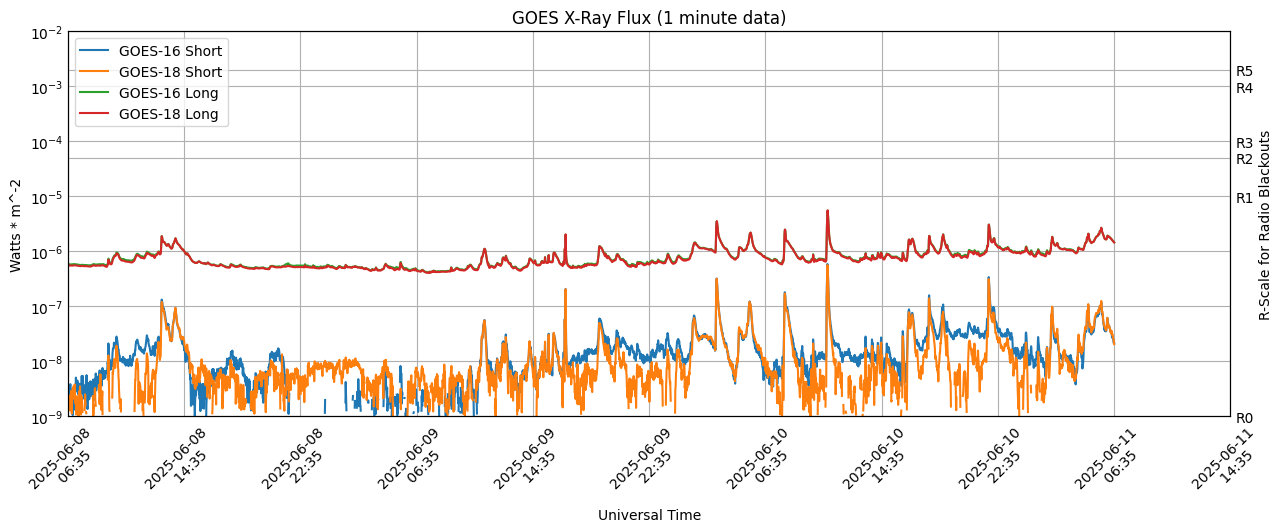 GOES X-Ray Flux (1 minute data)
GOES-16 Short
GOES-18 Short
GOES-16 Long
GOES-18 Long
Watts * m^-2
10^-2
10^-3
10^-4
10^-5
10^-6
10^-7
10^-8
10^-9
R5
R4
R3
R2
R1
R0
R-Scale for Radio Blackouts
2025-06-08
06:35
2025-06-08
14:35
2025-06-08
22:35
2025-06-09
06:35
2025-06-09
14:35
2025-06-09
22:35
2025-06-10
06:35
2025-06-10
14:35
2025-06-10
22:35
2025-06-11
06:35
2025-06-11
14:35
Universal Time